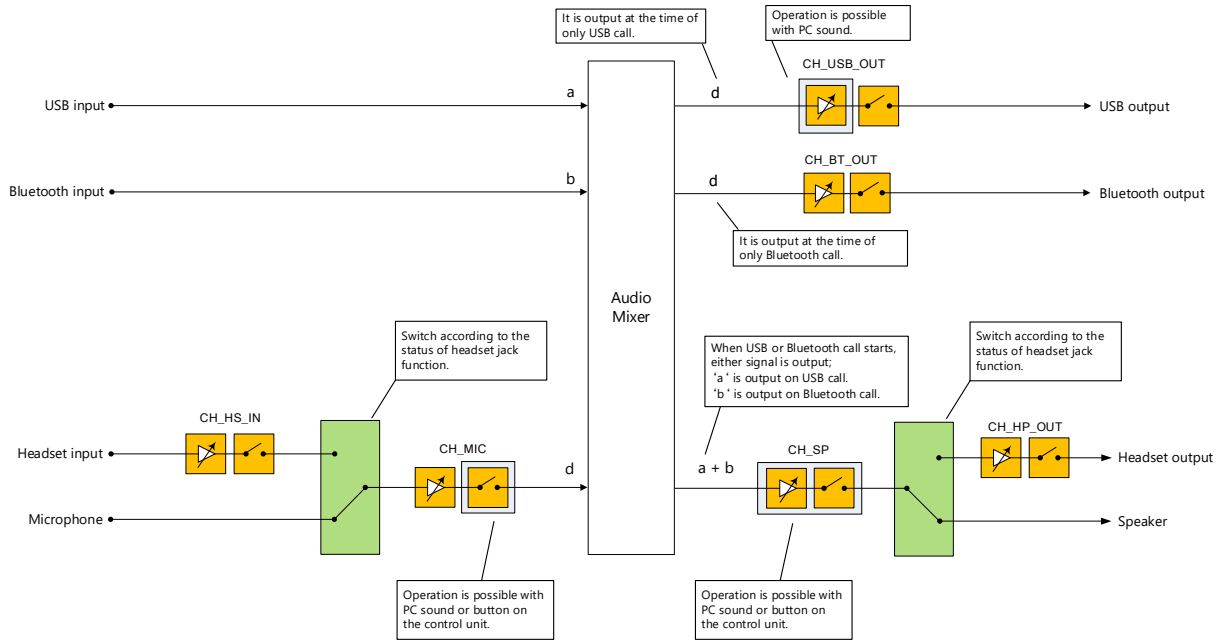 It is output at the time of
only USB call.
Operation is possible
with PC sound.
CH_USB_OUT
USB input
a
d
USB output
CH_BT_OUT
Bluetooth input
b
d
Bluetooth output
It is output at the time of
only Bluetooth call.
Audio
Mixer
Switch according to the
status of headset jack
function.
When USB or Bluetooth call starts,
either signal is output;
‘a‘ is output on USB call.
‘b‘ is output on Bluetooth call.
Switch according to the
status of headset jack
function.
CH_HS_IN
CH_MIC
CH_SP
CH_HP_OUT
Headset input
d
a + b
Headset output
Microphone
Speaker
Operation is possible with
PC sound or button on
the control unit.
Operation is possible with
PC sound or button on
the control unit.